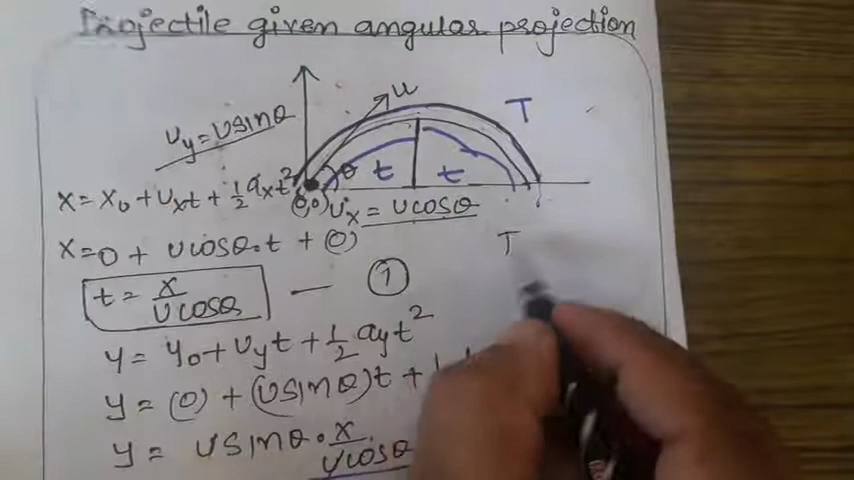 Projectile given angular projection
u
T
Uy = Usinθ
θ
t t
x = x₀ + Uxt + ½ axt²
(0,0) Ux = Ucosθ
x = 0 + Ucosθ.t + (0)
T
t = x/Ucosθ — ①
y = y₀ + Uyt + ½ ayt²
y = (0) + (Usinθ)t +
y = Usinθ · x/Ucosθ